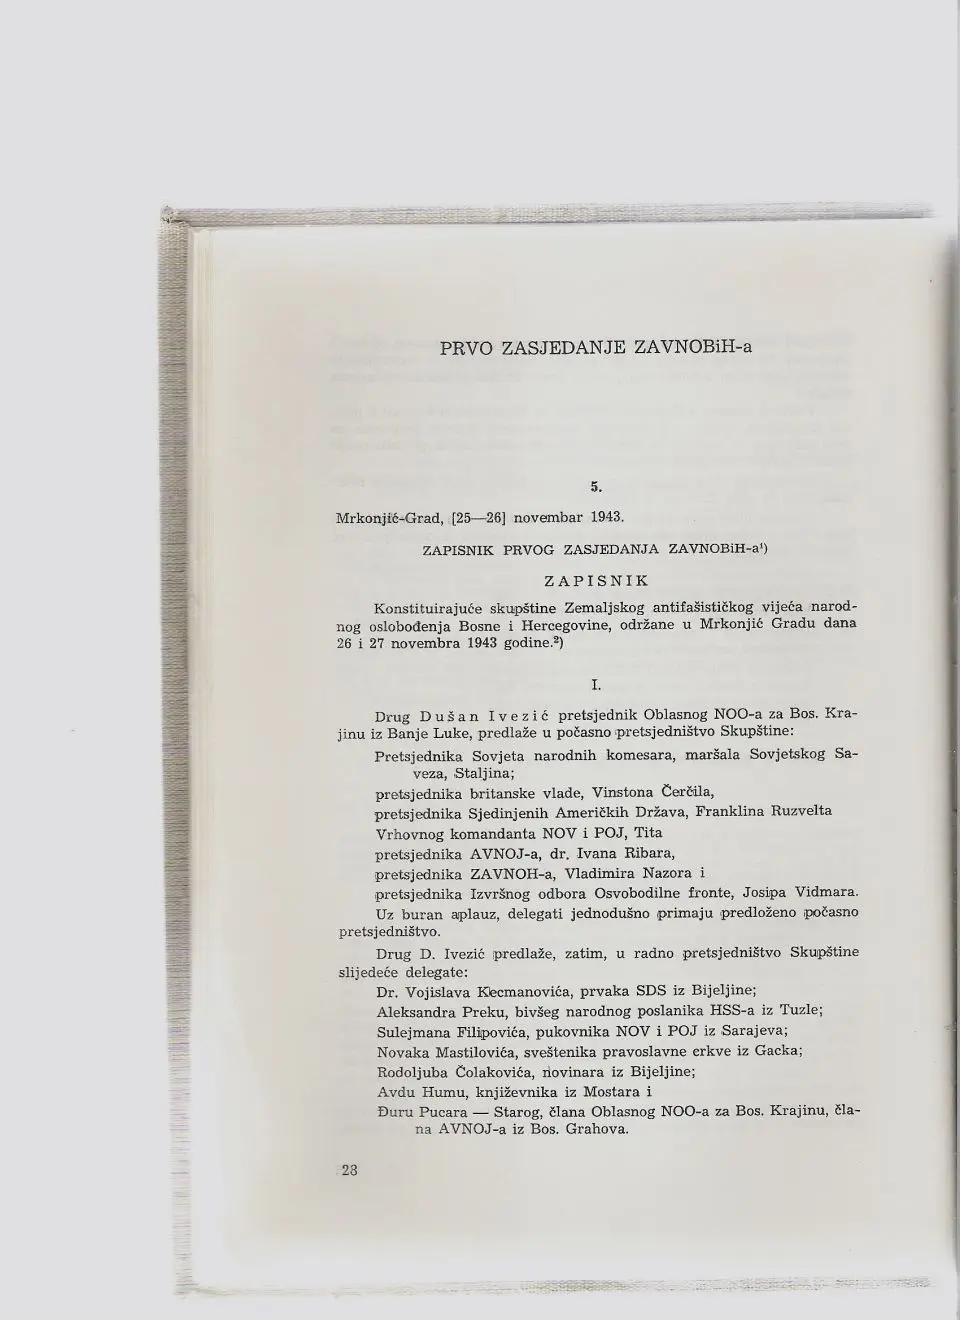 PRVO ZASJEDANJE ZAVNOBiH-a
5.
Mrkonjić-Grad, [25—26] novembar 1943.
ZAPISNIK PRVOG ZASJEDANJA ZAVNOBiH-a¹)
ZAPISNIK
Konstituirajuće skupštine Zemaljskog antifašističkog vijeća narod-
nog oslobođenja Bosne i Hercegovine, održane u Mrkonjić Gradu dana
26 i 27 novembra 1943 godine.²)
I.
Drug Dušan Ivezić pretsjednik Oblasnog NOO-a za Bos. Kra-
jinu iz Banje Luke, predlaže u počasno pretsjedništvo Skupštine:
Pretsjednika Sovjeta narodnih komesara, maršala Sovjetskog Sa-
veza, Staljina;
pretsjednika britanske vlade, Vinstona Čerčila,
pretsjednika Sjedinjenih Američkih Država, Franklina Ruzvelta
Vrhovnog komandanta NOV i POJ, Tita
pretsjednika AVNOJ-a, dr. Ivana Ribara,
pretsjednika ZAVNOH-a, Vladimira Nazora i
pretsjednika Izvršnog odbora Osvobodilne fronte, Josipa Vidmara.
Uz buran aplauz, delegati jednodušno primaju predloženo počasno
pretsjedništvo.
Drug D. Ivezić predlaže, zatim, u radno pretsjedništvo Skupštine
slijedeće delegate:
Dr. Vojislava Kecmanovića, prvaka SDS iz Bijeljine;
Aleksandra Preku, bivšeg narodnog poslanika HSS-a iz Tuzle;
Sulejmana Filipovića, pukovnika NOV i POJ iz Sarajeva;
Novaka Mastilovića, sveštenika pravoslavne crkve iz Gacka;
Rodoljuba Čolakovića, novinara iz Bijeljine;
Avdu Humu, književnika iz Mostara i
Đuru Pucara — Starog, člana Oblasnog NOO-a za Bos. Krajinu, čla-
na AVNOJ-a iz Bos. Grahova.
28